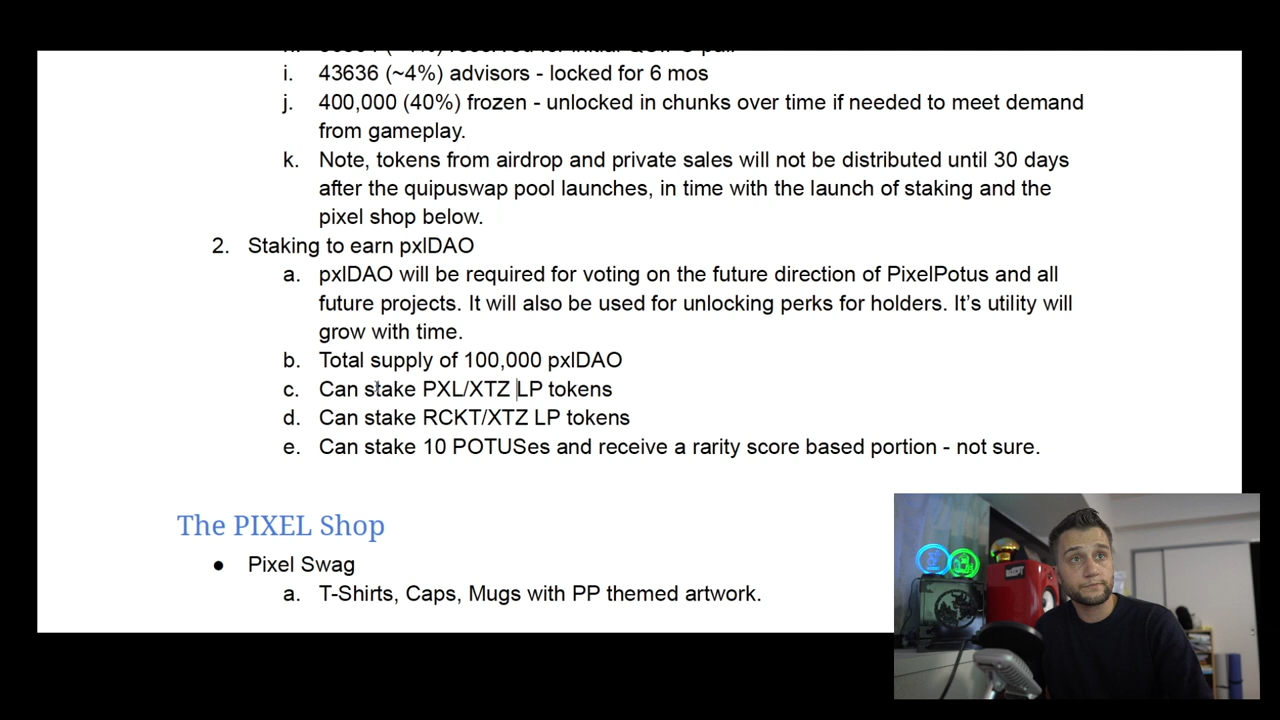 i. 43636 (~4%) advisors - locked for 6 mos
j. 400,000 (40%) frozen - unlocked in chunks over time if needed to meet demand
from gameplay.
k. Note, tokens from airdrop and private sales will not be distributed until 30 days
after the quipuswap pool launches, in time with the launch of staking and the
pixel shop below.
2. Staking to earn pxlDAO
a. pxlDAO will be required for voting on the future direction of PixelPotus and all
future projects. It will also be used for unlocking perks for holders. It's utility will
grow with time.
b. Total supply of 100,000 pxlDAO
c. Can stake PXL/XTZ LP tokens
d. Can stake RCKT/XTZ LP tokens
e. Can stake 10 POTUSes and receive a rarity score based portion - not sure.
The PIXEL Shop
● Pixel Swag
a. T-Shirts, Caps, Mugs with PP themed artwork.